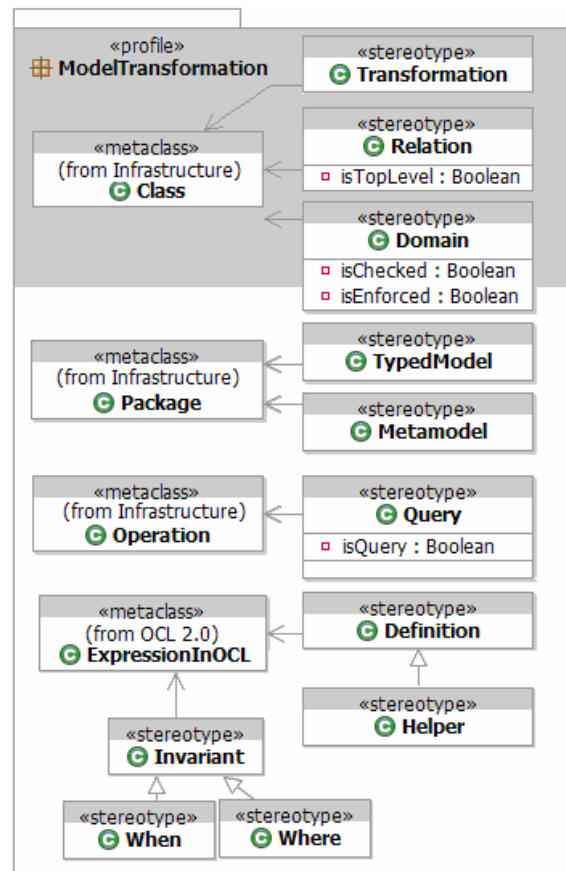 «profile»
ModelTransformation
«stereotype»
Transformation
«metaclass»
(from Infrastructure)
Class
«stereotype»
Relation
isTopLevel : Boolean
«stereotype»
Domain
isChecked : Boolean
isEnforced : Boolean
«metaclass»
(from Infrastructure)
Package
«stereotype»
TypedModel
«stereotype»
Metamodel
«metaclass»
(from Infrastructure)
Operation
«stereotype»
Query
isQuery : Boolean
«metaclass»
(from OCL 2.0)
ExpressionInOCL
«stereotype»
Definition
«stereotype»
Helper
«stereotype»
Invariant
«stereotype»
When
«stereotype»
Where